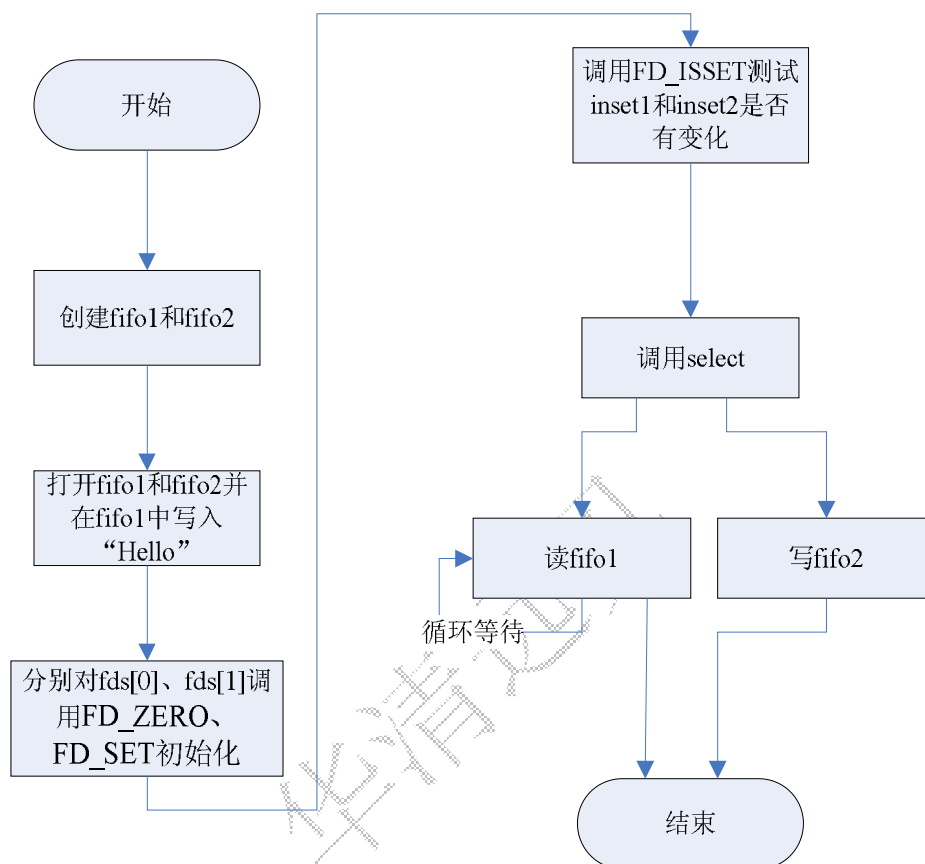 开始
创建fifo1和fifo2
打开fifo1和fifo2并
在fifo1中写入
“Hello”
分别对fds[0]、fds[1]调
用FD_ZERO、
FD_SET初始化
调用FD_ISSET测试
inset1和inset2是否
有变化
调用select
读fifo1
写fifo2
循环等待
结束
华清远见